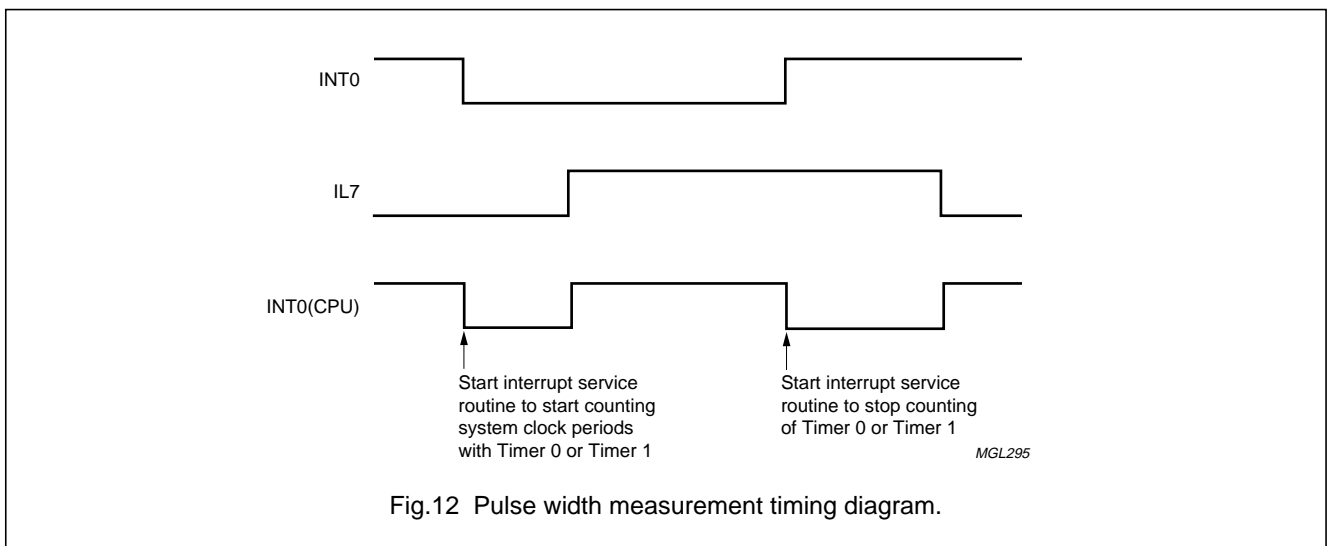 INT0
IL7
INT0(CPU)
Start interrupt service
routine to start counting
system clock periods
with Timer 0 or Timer 1
Start interrupt service
routine to stop counting
of Timer 0 or Timer 1
MGL295
Fig.12 Pulse width measurement timing diagram.